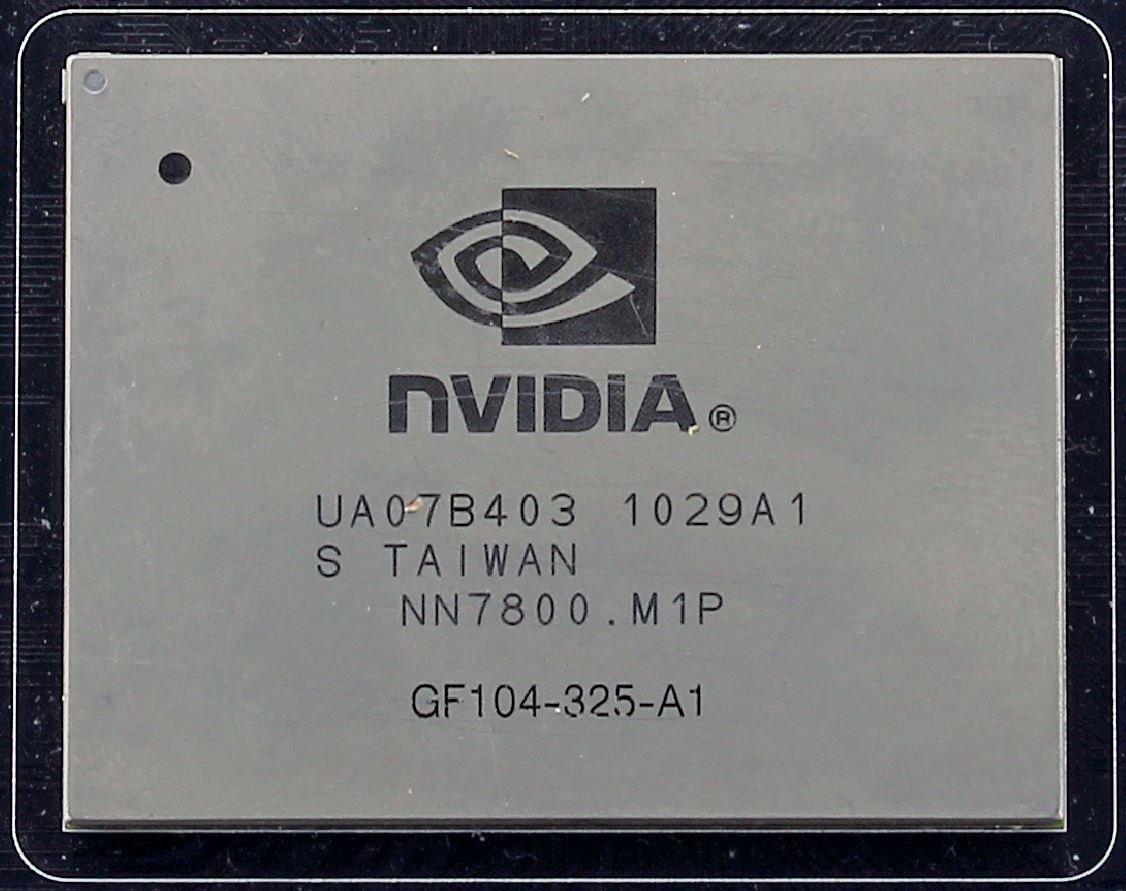 nVIDIA®
UA07B403 1029A1
S TAIWAN
NN7800.M1P
GF104-325-A1